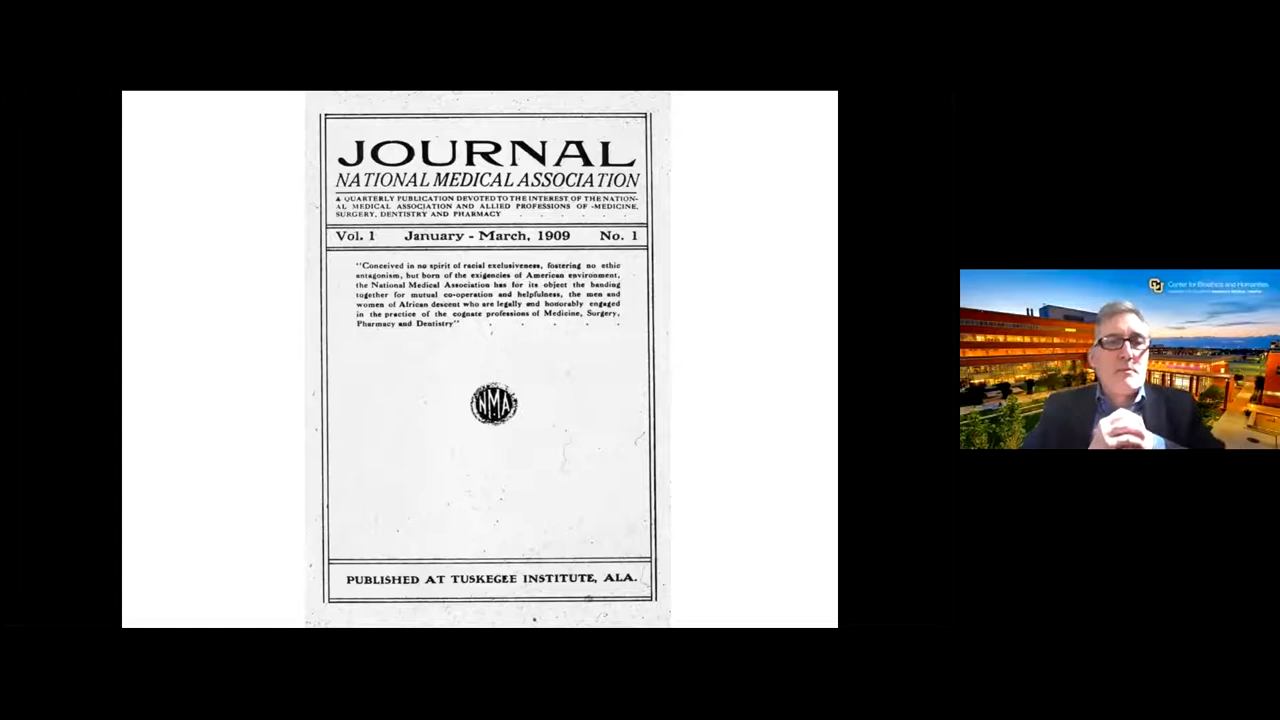 JOURNAL
NATIONAL MEDICAL ASSOCIATION
A QUARTERLY PUBLICATION DEVOTED TO THE INTEREST OF THE NATION-
AL MEDICAL ASSOCIATION AND ALLIED PROFESSIONS OF -MEDICINE,
SURGERY, DENTISTRY AND PHARMACY . . . . . .
Vol. 1 January - March, 1909 No. 1
"Conceived in no spirit of racial exclusiveness, fostering no ethic
antagonism, but born of the exigencies of American environment,
the National Medical Association has for its object the banding
together for mutual co-operation and helpfulness, the men and
women of African descent who are legally and honorably engaged
in the practice of the cognate professions of Medicine, Surgery,
Pharmacy and Dentistry" . . . . .
NMA
PUBLISHED AT TUSKEGEE INSTITUTE, ALA.
CU Center for Bioethics and Humanities